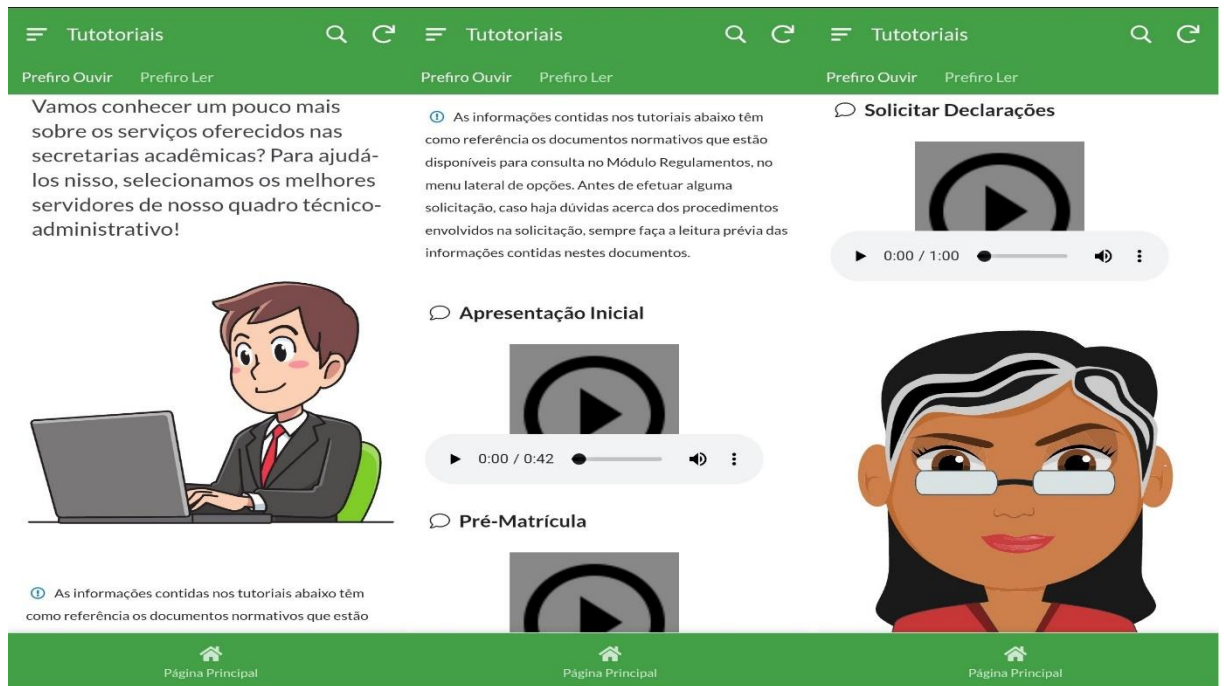 Tutotoriais
Prefiro Ouvir Prefiro Ler
Vamos conhecer um pouco mais
sobre os serviços oferecidos nas
secretarias acadêmicas? Para ajudá-
los nisso, selecionamos os melhores
servidores de nosso quadro técnico-
administrativo!
As informações contidas nos tutoriais abaixo têm
como referência os documentos normativos que estão
Página Principal
Tutotoriais
Prefiro Ouvir Prefiro Ler
As informações contidas nos tutoriais abaixo têm
como referência os documentos normativos que estão
disponíveis para consulta no Módulo Regulamentos, no
menu lateral de opções. Antes de efetuar alguma
solicitação, caso haja dúvidas acerca dos procedimentos
envolvidos na solicitação, sempre faça a leitura prévia das
informações contidas nestes documentos.
Apresentação Inicial
0:00 / 0:42
Pré-Matrícula
Página Principal
Tutotoriais
Prefiro Ouvir Prefiro Ler
Solicitar Declarações
0:00 / 1:00
Página Principal